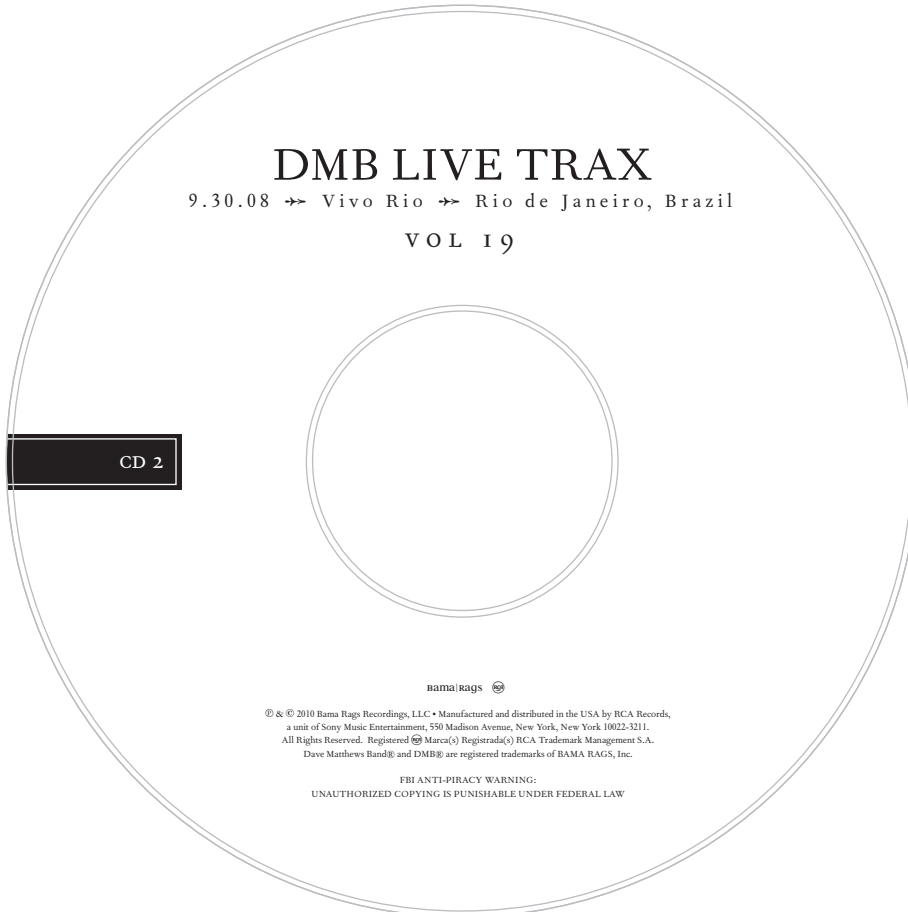 DMB LIVE TRAX
9.30.08 ➳ Vivo Rio ➳ Rio de Janeiro, Brazil
VOL 19
CD 2
Bama|Rags RCA
℗ & © 2010 Bama Rags Recordings, LLC • Manufactured and distributed in the USA by RCA Records,
a unit of Sony Music Entertainment, 550 Madison Avenue, New York, New York 10022-3211.
All Rights Reserved. Registered RCA Marca(s) Registrada(s) RCA Trademark Management S.A.
Dave Matthews Band® and DMB® are registered trademarks of BAMA RAGS, Inc.
FBI ANTI-PIRACY WARNING:
UNAUTHORIZED COPYING IS PUNISHABLE UNDER FEDERAL LAW